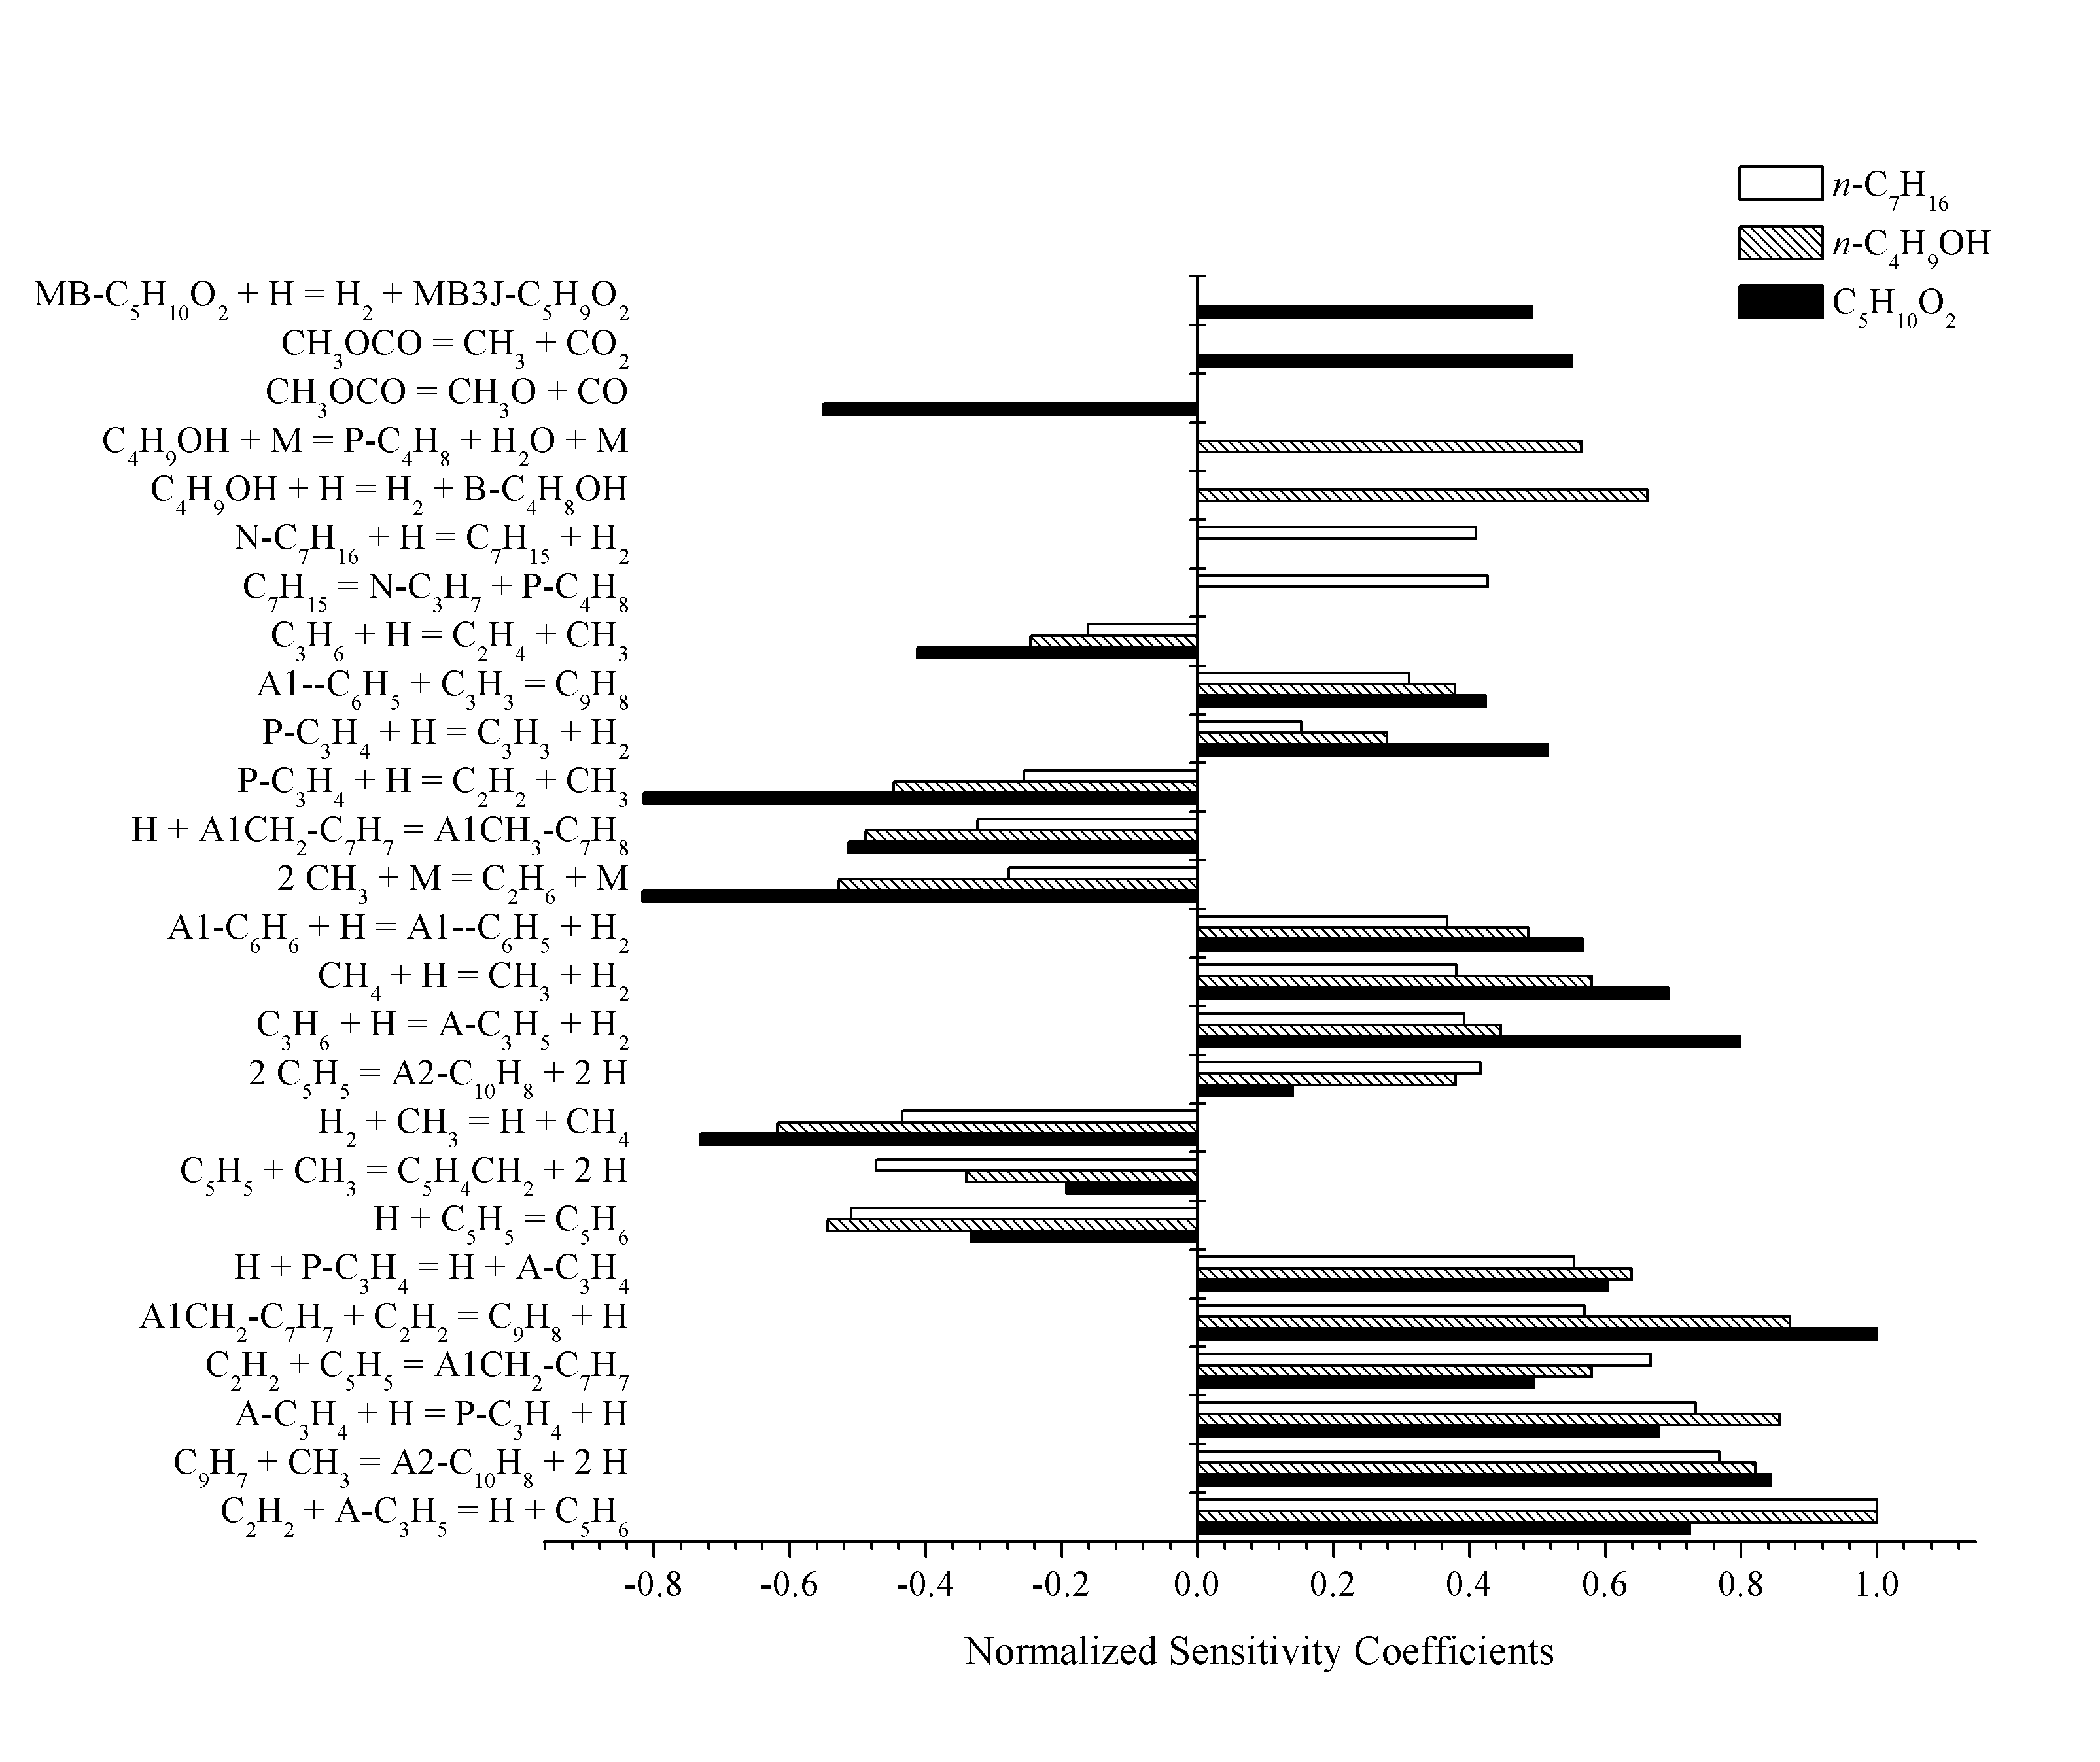 n-C₇H₁₆
n-C₄H₉OH
C₅H₁₀O₂
MB-C₅H₁₀O₂ + H = H₂ + MB3J-C₅H₉O₂
CH₃OCO = CH₃ + CO₂
CH₃OCO = CH₃O + CO
C₄H₉OH + M = P-C₄H₈ + H₂O + M
C₄H₉OH + H = H₂ + B-C₄H₈OH
N-C₇H₁₆ + H = C₇H₁₅ + H₂
C₇H₁₅ = N-C₃H₇ + P-C₄H₈
C₃H₆ + H = C₂H₄ + CH₃
A1--C₆H₅ + C₃H₃ = C₉H₈
P-C₃H₄ + H = C₃H₃ + H₂
P-C₃H₄ + H = C₂H₂ + CH₃
H + A1CH₂-C₇H₇ = A1CH₃-C₇H₈
2 CH₃ + M = C₂H₆ + M
A1-C₆H₆ + H = A1--C₆H₅ + H₂
CH₄ + H = CH₃ + H₂
C₃H₆ + H = A-C₃H₅ + H₂
2 C₅H₅ = A2-C₁₀H₈ + 2 H
H₂ + CH₃ = H + CH₄
C₅H₅ + CH₃ = C₅H₄CH₂ + 2 H
H + C₅H₅ = C₅H₆
H + P-C₃H₄ = H + A-C₃H₄
A1CH₂-C₇H₇ + C₂H₂ = C₉H₈ + H
C₂H₂ + C₅H₅ = A1CH₂-C₇H₇
A-C₃H₄ + H = P-C₃H₄ + H
C₉H₇ + CH₃ = A2-C₁₀H₈ + 2 H
C₂H₂ + A-C₃H₅ = H + C₅H₆
-0.8 -0.6 -0.4 -0.2 0.0 0.2 0.4 0.6 0.8 1.0
Normalized Sensitivity Coefficients